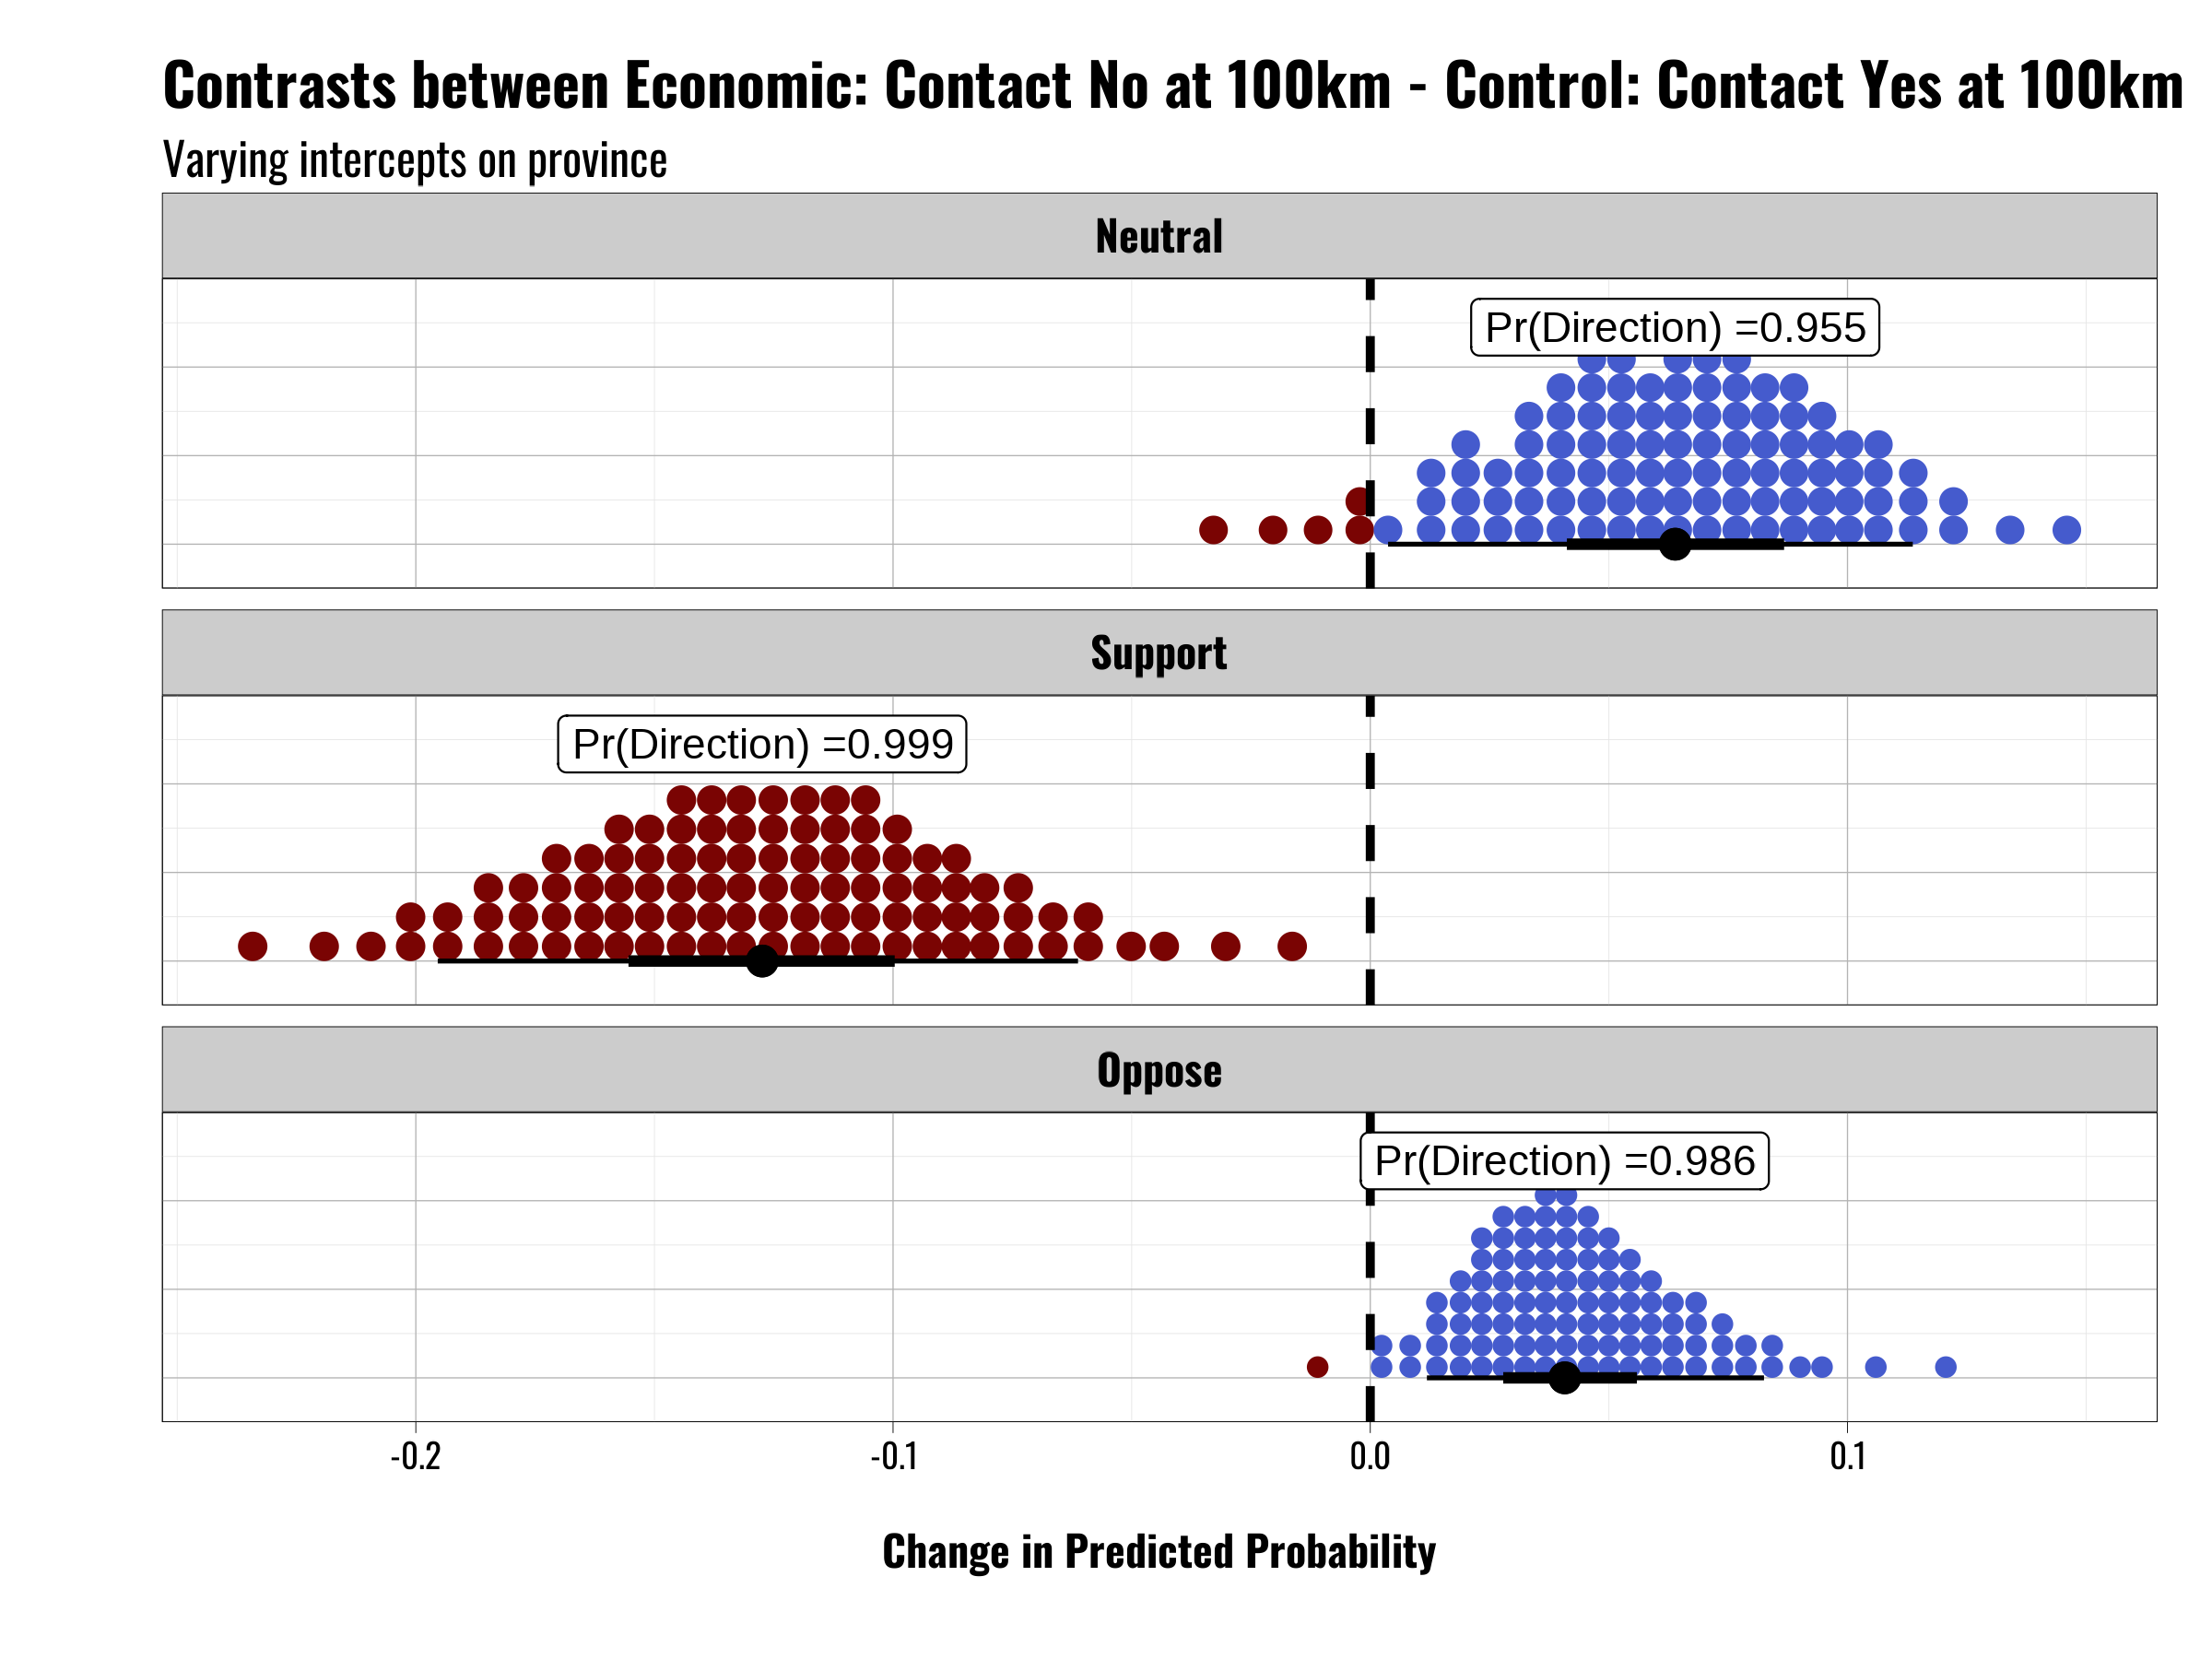 Contrasts between Economic: Contact No at 100km - Control: Contact Yes at 100km
Varying intercepts on province
Neutral
Pr(Direction) =0.955
Support
Pr(Direction) =0.999
Oppose
Pr(Direction) =0.986
-0.2 -0.1 0.0 0.1
Change in Predicted Probability